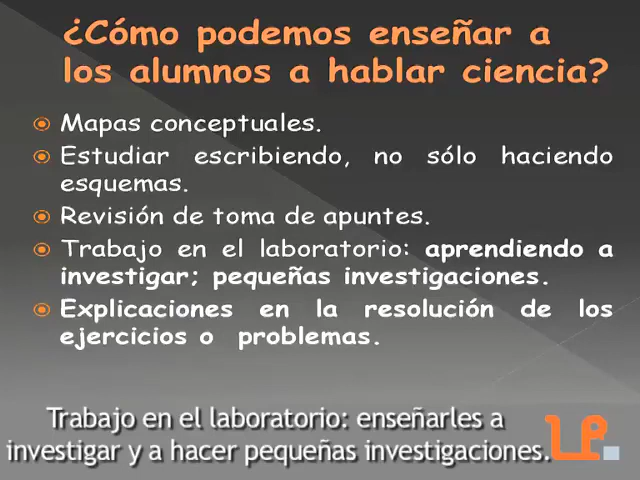 ¿Cómo podemos enseñar a
los alumnos a hablar ciencia?
Mapas conceptuales.
Estudiar escribiendo, no sólo haciendo
esquemas.
Revisión de toma de apuntes.
Trabajo en el laboratorio: aprendiendo a
investigar; pequeñas investigaciones.
Explicaciones en la resolución de los
ejercicios o problemas.
Trabajo en el laboratorio: enseñarles a
investigar y a hacer pequeñas investigaciones.